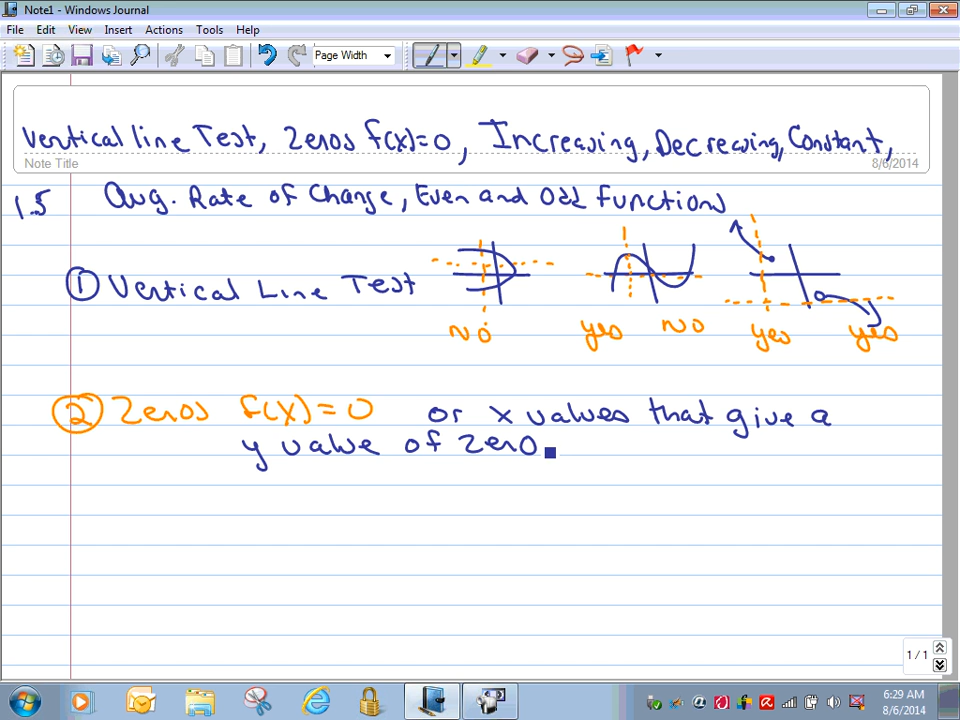 Note1 - Windows Journal
File Edit View Insert Actions Tools Help
Page Width
Vertical line Test, Zeros f(x)=0, Increasing, Decreasing, Constant,
Note Title
8/6/2014
1.5 Avg. Rate of Change, Even and Odd functions
1 Vertical Line Test
NO yes NO yes yes
2 Zeros f(x)=0 or x values that give a
y value of zero
1 / 1
6:29 AM
8/6/2014